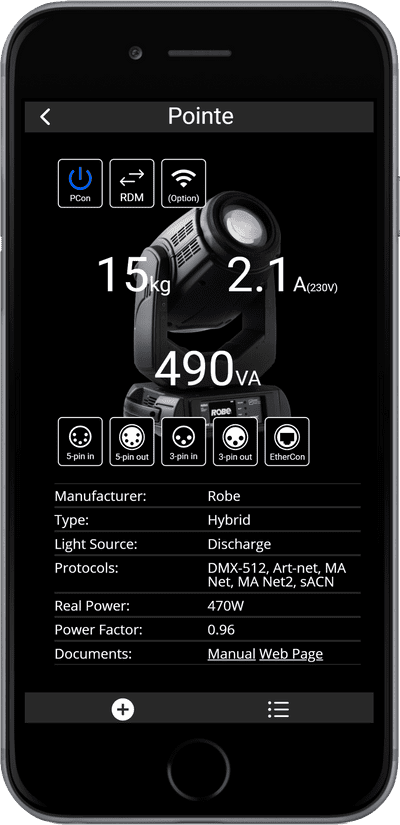 Pointe
PCon
RDM
(Option)
15kg
2.1A(230V)
490VA
ROBE
5-pin in
5-pin out
3-pin in
3-pin out
EtherCon
Manufacturer: Robe
Type: Hybrid
Light Source: Discharge
Protocols: DMX-512, Art-net, MA
Net, MA Net2, sACN
Real Power: 470W
Power Factor: 0.96
Documents: Manual Web Page